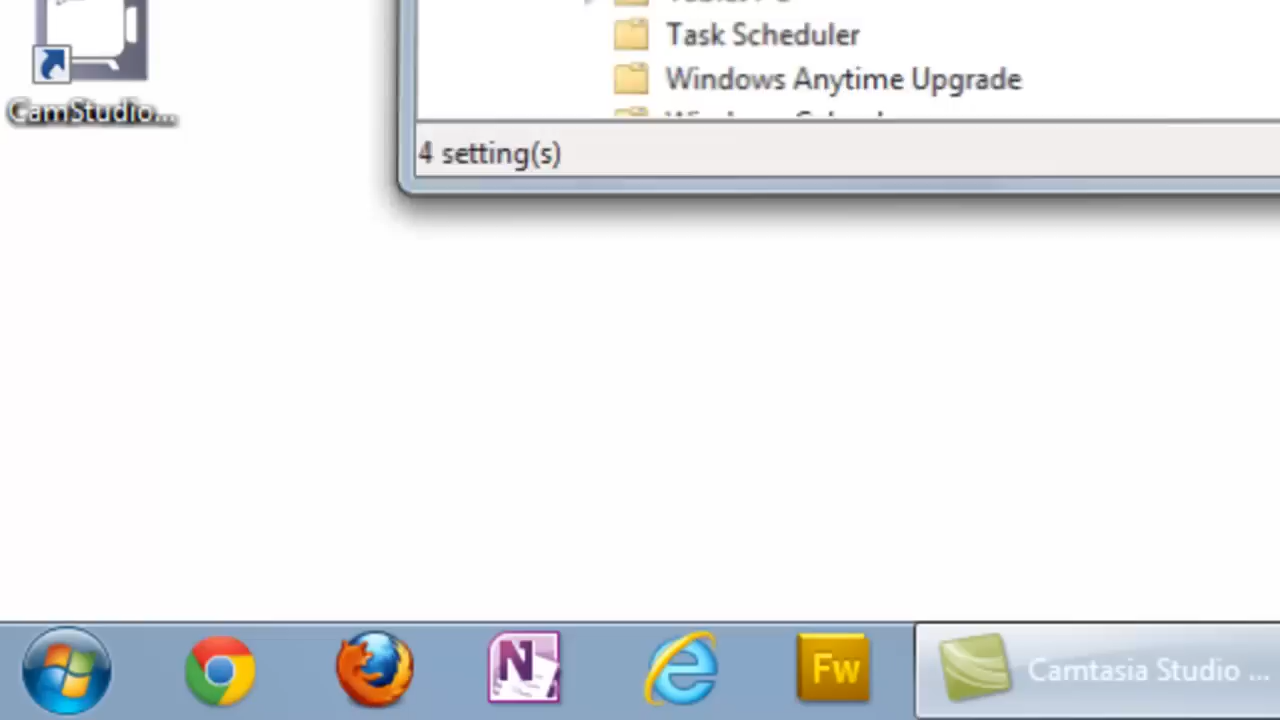 Task Scheduler
Windows Anytime Upgrade
CamStudio...
4 setting(s)
N
Fw
Camtasia Studio ...